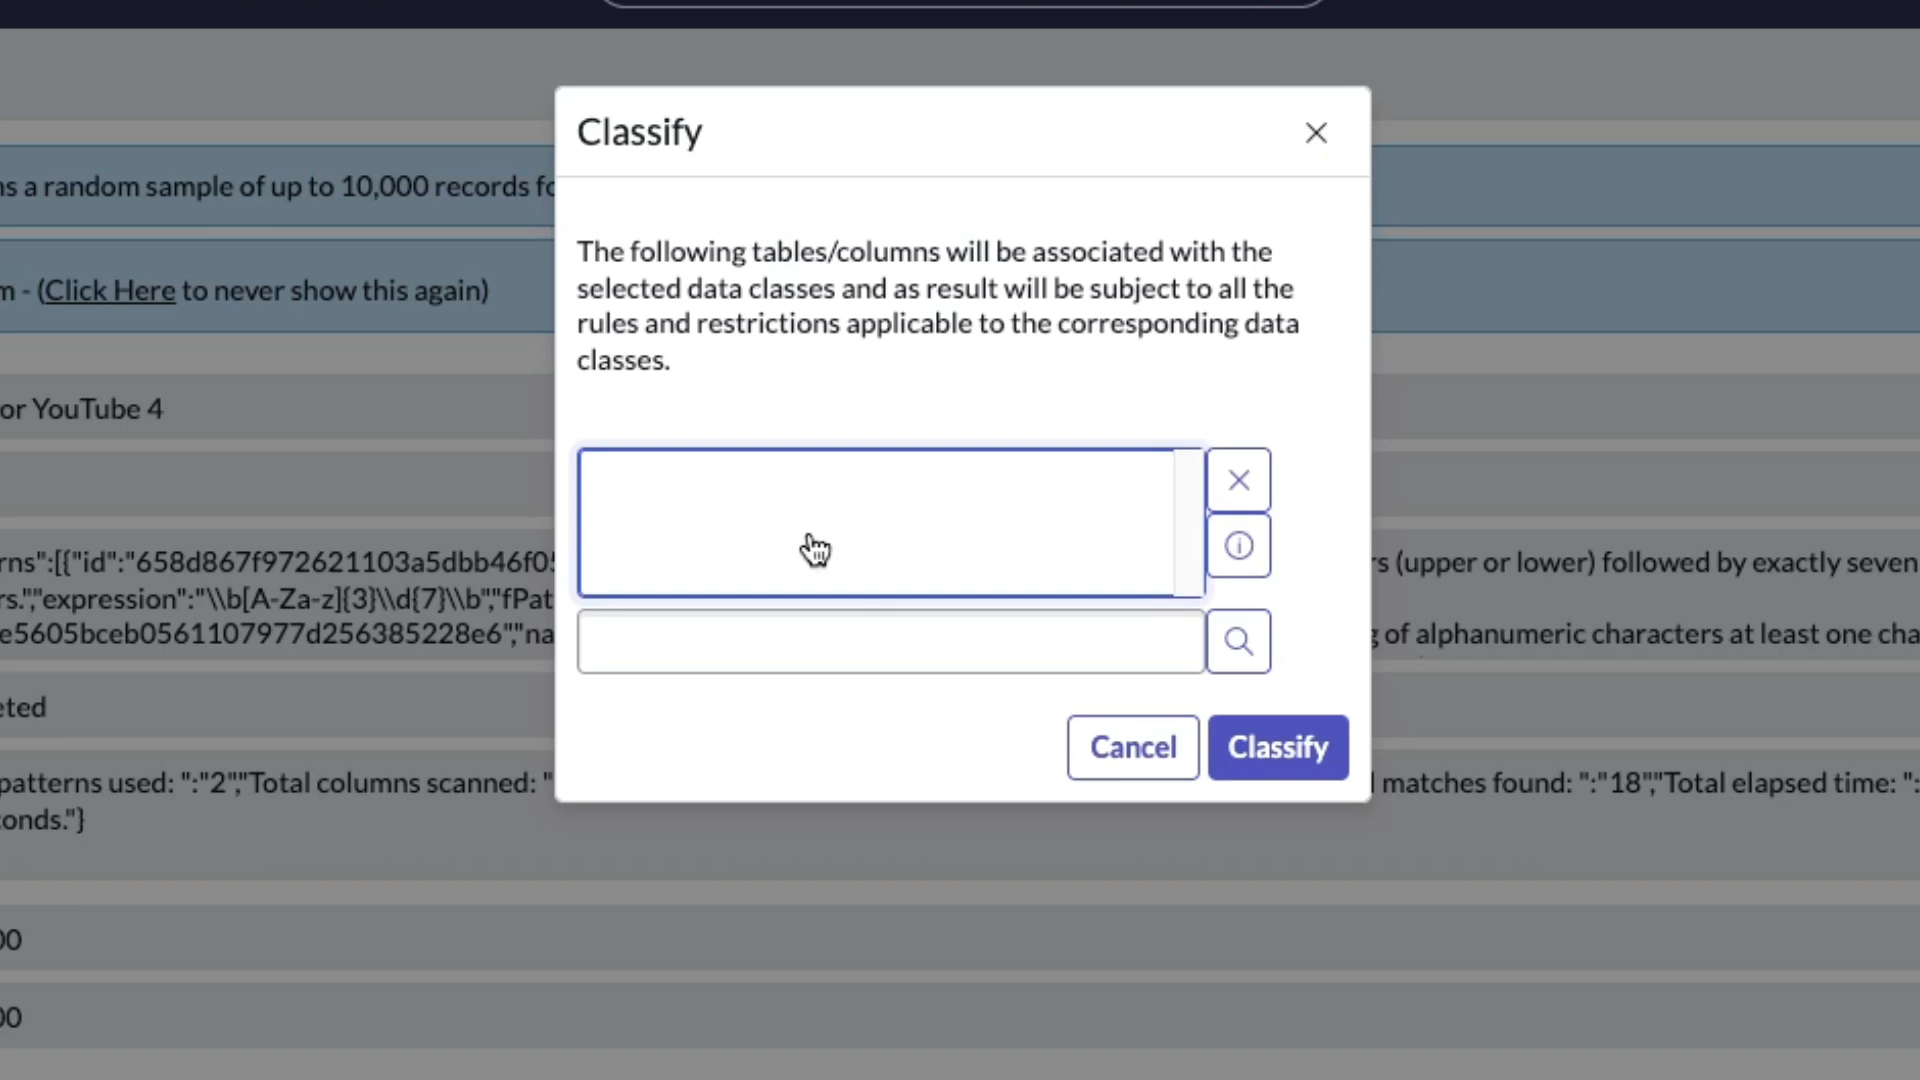 Classify
ns a random sample of up to 10,000 records fo
m - (Click Here to never show this again)
The following tables/columns will be associated with the
selected data classes and as result will be subject to all the
rules and restrictions applicable to the corresponding data
classes.
or YouTube 4
rns":[{"id":"658d867f972621103a5dbb46f05
rs (upper or lower) followed by exactly seven
rs.","expression":"\\b[A-Za-z]{3}\\d{7}\\b","fPat
e5605bceb0561107977d256385228e6","na
g of alphanumeric characters at least one cha
eted
Cancel
Classify
patterns used: ":"2","Total columns scanned: "
l matches found: ":"18","Total elapsed time: ":
conds."}
00
00